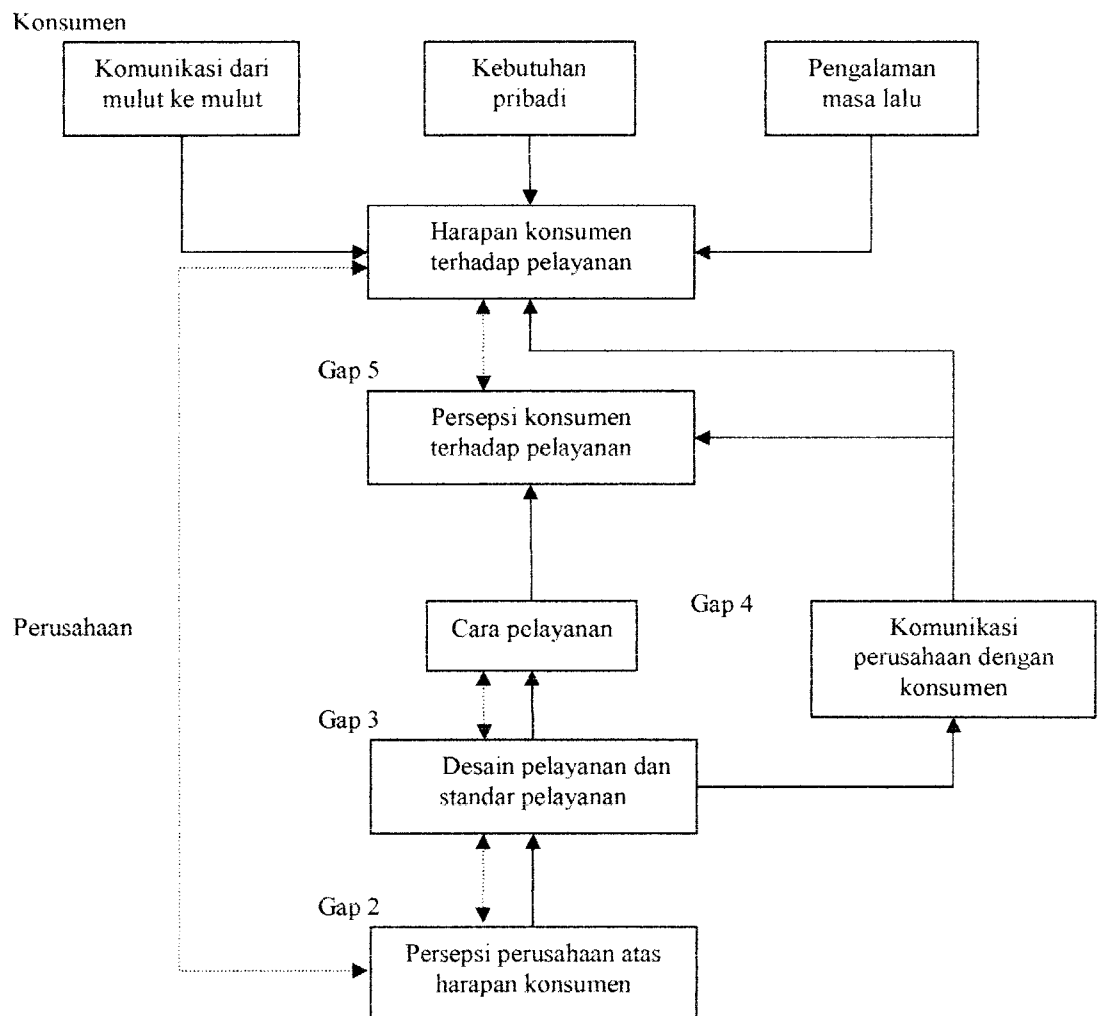 Konsumen
Komunikasi dari
mulut ke mulut
Kebutuhan
pribadi
Pengalaman
masa lalu
Harapan konsumen
terhadap pelayanan
Gap 5
Persepsi konsumen
terhadap pelayanan
Perusahaan
Cara pelayanan
Gap 4
Komunikasi
perusahaan dengan
konsumen
Gap 3
Desain pelayanan dan
standar pelayanan
Gap 2
Persepsi perusahaan atas
harapan konsumen